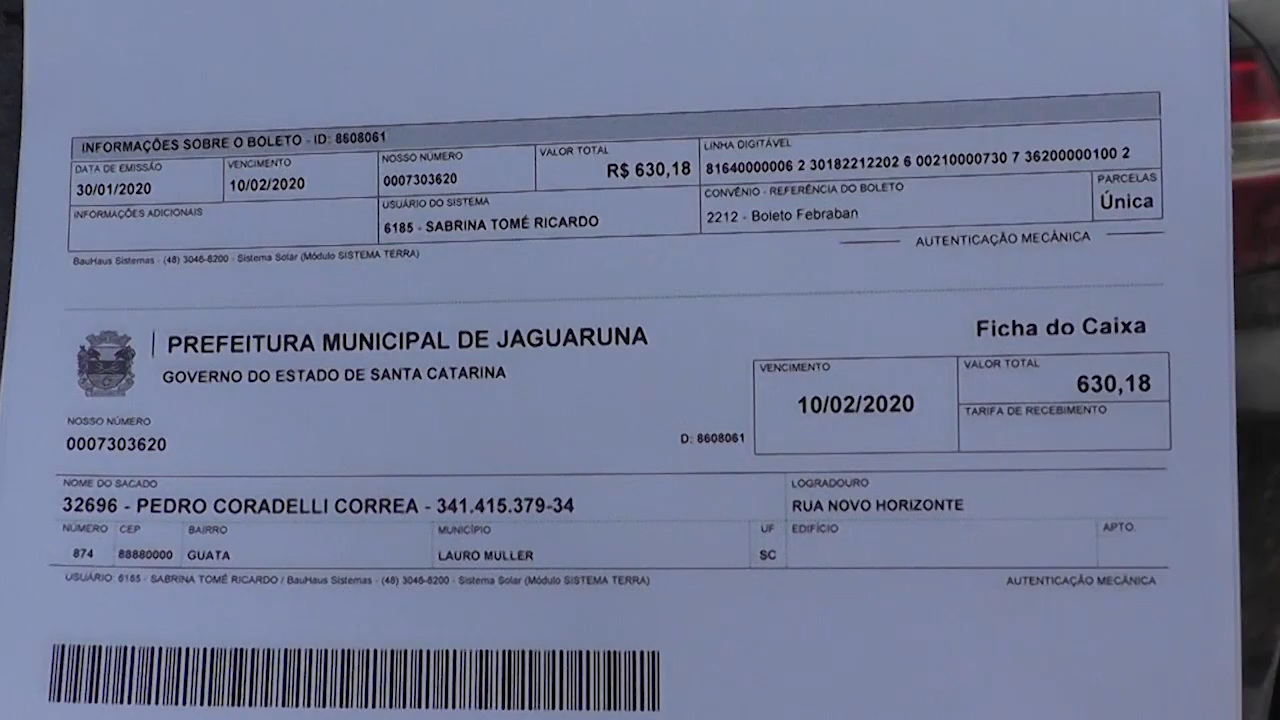 INFORMAÇÕES SOBRE O BOLETO - ID: 8608061
DATA DE EMISSÃO VENCIMENTO NOSSO NÚMERO VALOR TOTAL LINHA DIGITÁVEL
30/01/2020 10/02/2020 0007303620 R$ 630,18 81640000006 2 30182212202 6 00210000730 7 36200000100 2
INFORMAÇÕES ADICIONAIS USUÁRIO DO SISTEMA CONVÊNIO - REFERÊNCIA DO BOLETO PARCELAS
6185 - SABRINA TOMÉ RICARDO 2212 - Boleto Febraban Única
BauHaus Sistemas - (48) 3046-8200 - Sistema Solar (Módulo SISTEMA TERRA) AUTENTICAÇÃO MECÂNICA
PREFEITURA MUNICIPAL DE JAGUARUNA Ficha do Caixa
GOVERNO DO ESTADO DE SANTA CATARINA VENCIMENTO VALOR TOTAL
10/02/2020 630,18
TARIFA DE RECEBIMENTO
NOSSO NÚMERO
0007303620 D: 8608061
NOME DO SACADO LOGRADOURO
32696 - PEDRO CORADELLI CORREA - 341.415.379-34 RUA NOVO HORIZONTE
NÚMERO CEP BAIRRO MUNICÍPIO UF EDIFÍCIO APTO.
874 88880000 GUATA LAURO MULLER SC
USUÁRIO: 6185 - SABRINA TOMÉ RICARDO / BauHaus Sistemas - (48) 3046-8200 - Sistema Solar (Módulo SISTEMA TERRA) AUTENTICAÇÃO MECÂNICA